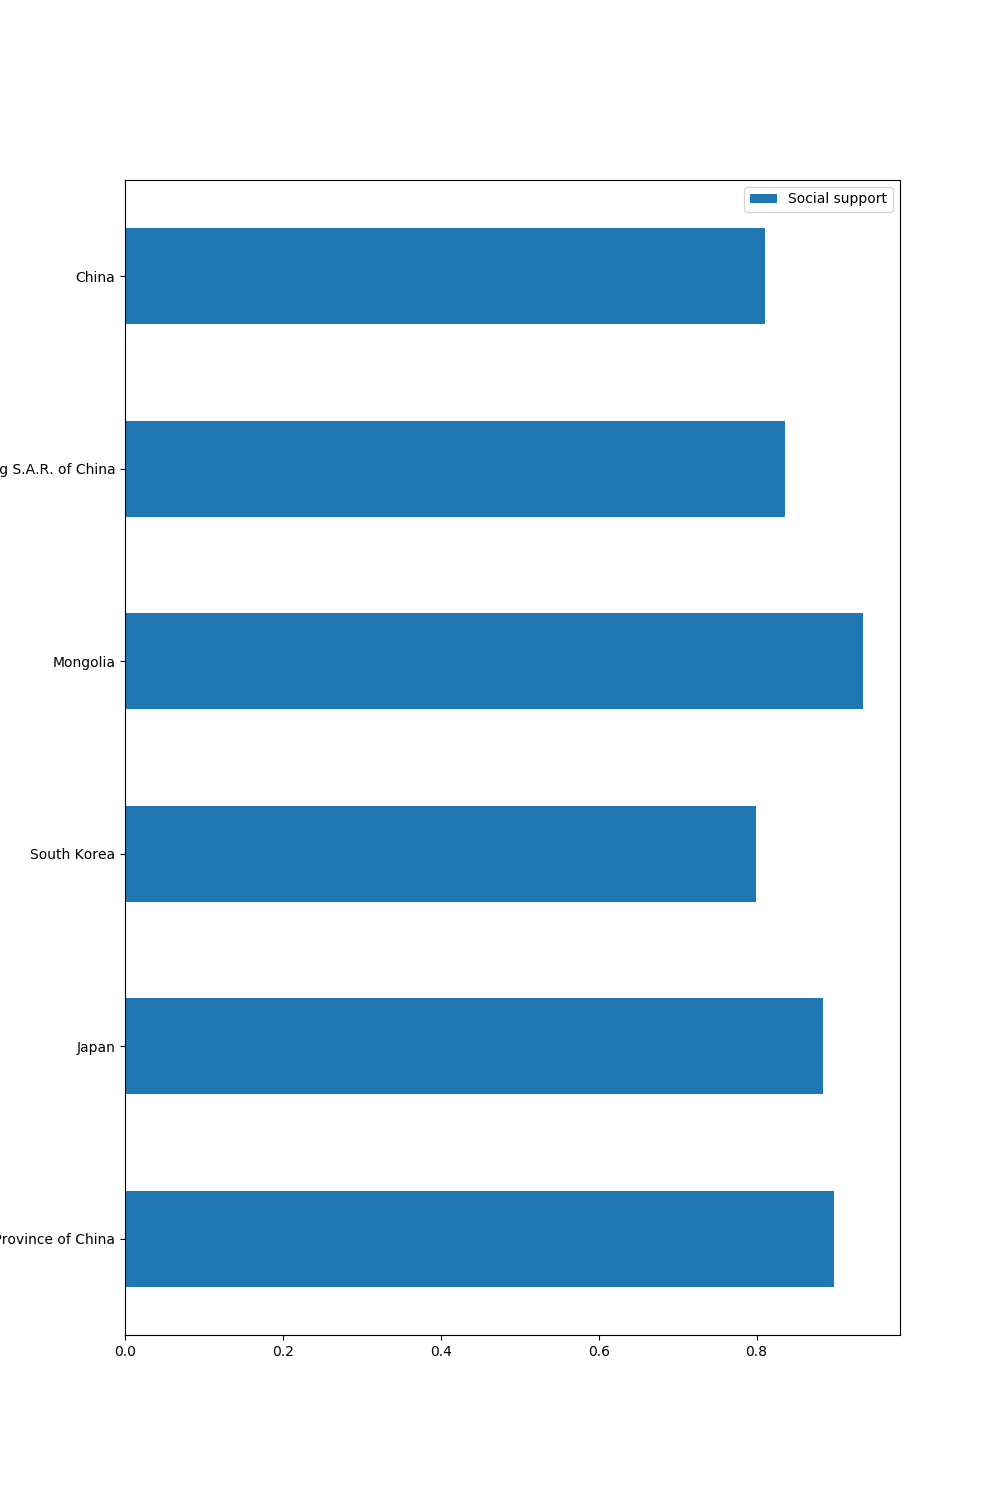 Social support
China
g S.A.R. of China
Mongolia
South Korea
Japan
Province of China
0.0 0.2 0.4 0.6 0.8